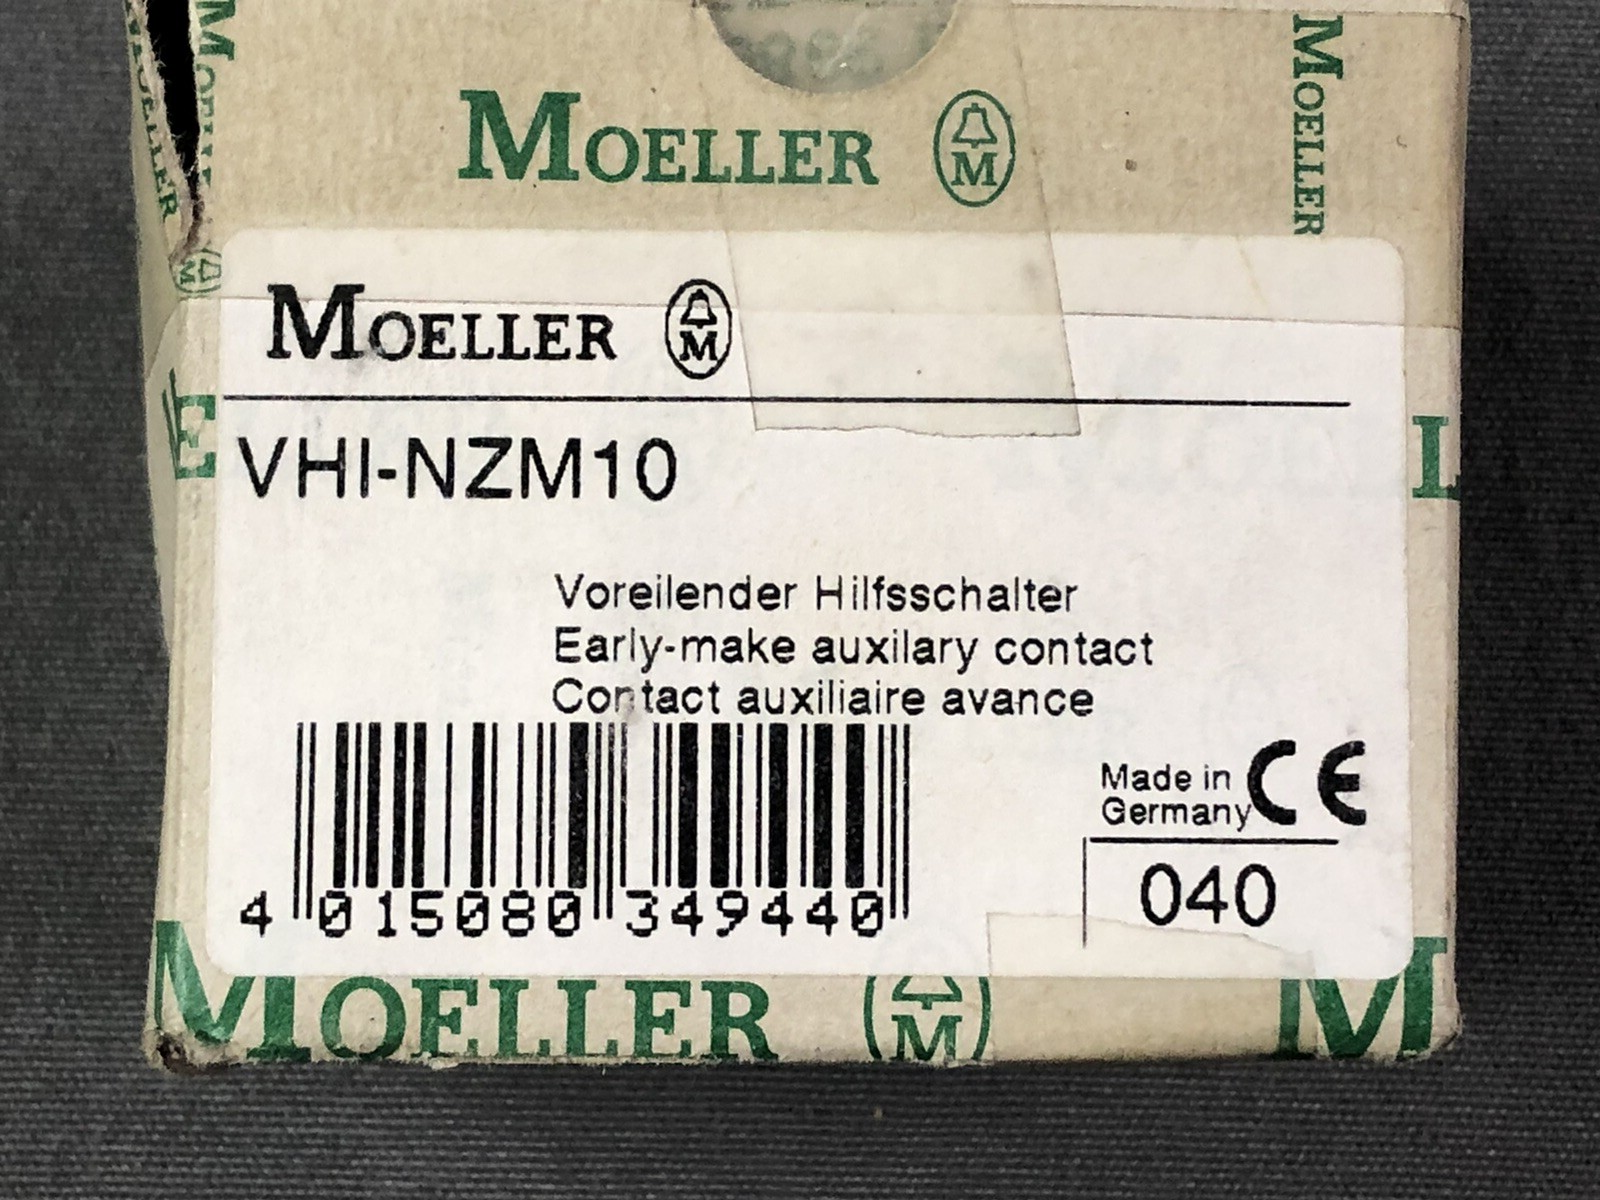 MOELLER M
MOELLER
MOELLER
MOELLER
MOELLER M
VHI-NZM10
Voreilender Hilfsschalter
Early-make auxilary contact
Contact auxiliaire avance
Made in
Germany CE
040
4 015080 349440
MOELLER M
M